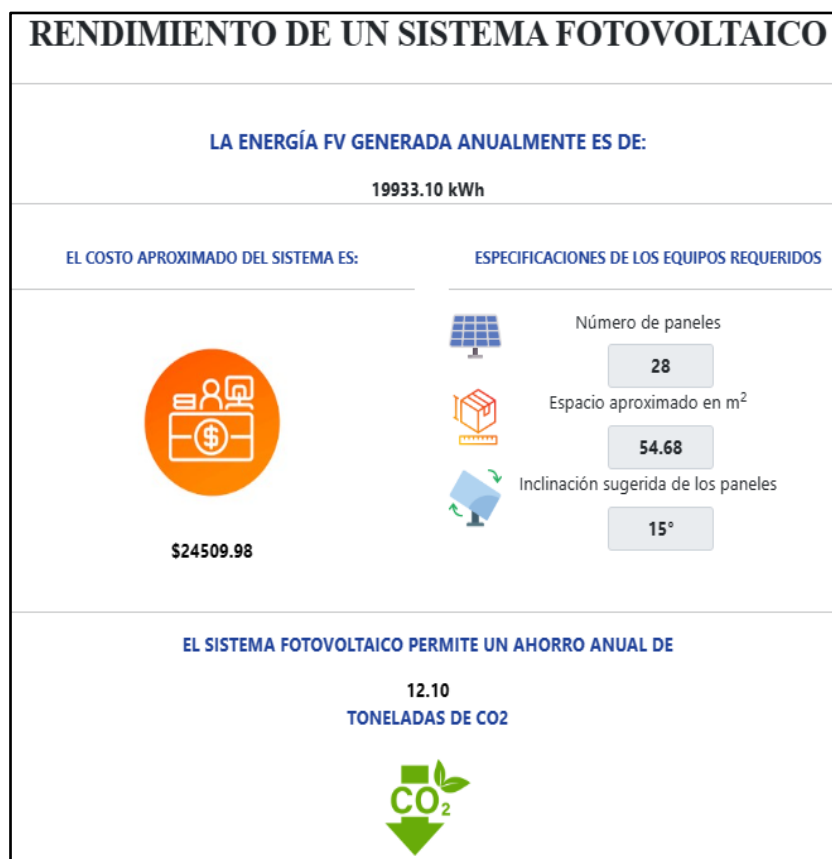 RENDIMIENTO DE UN SISTEMA FOTOVOLTAICO
LA ENERGÍA FV GENERADA ANUALMENTE ES DE:
19933.10 kWh
EL COSTO APROXIMADO DEL SISTEMA ES:
$24509.98
ESPECIFICACIONES DE LOS EQUIPOS REQUERIDOS
Número de paneles
28
Espacio aproximado en m²
54.68
Inclinación sugerida de los paneles
15°
EL SISTEMA FOTOVOLTAICO PERMITE UN AHORRO ANUAL DE
12.10
TONELADAS DE CO2
CO₂